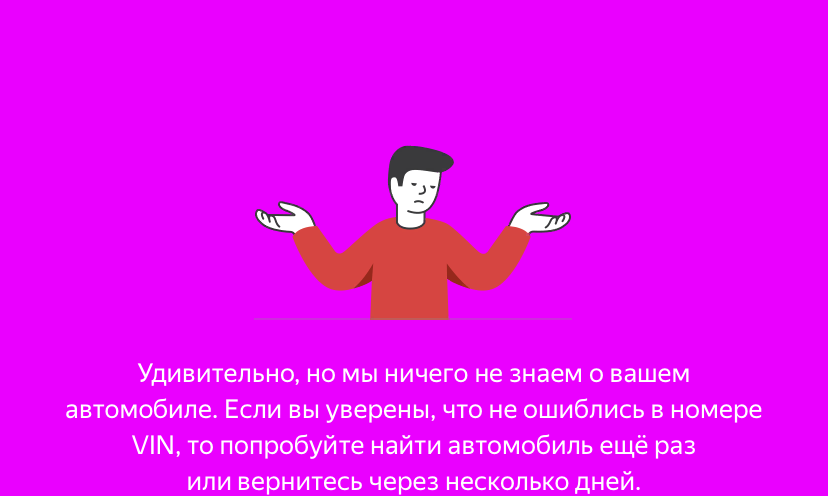 Удивительно, но мы ничего не знаем о вашем
автомобиле. Если вы уверены, что не ошиблись в номере
VIN, то попробуйте найти автомобиль ещё раз
или вернитесь через несколько дней.